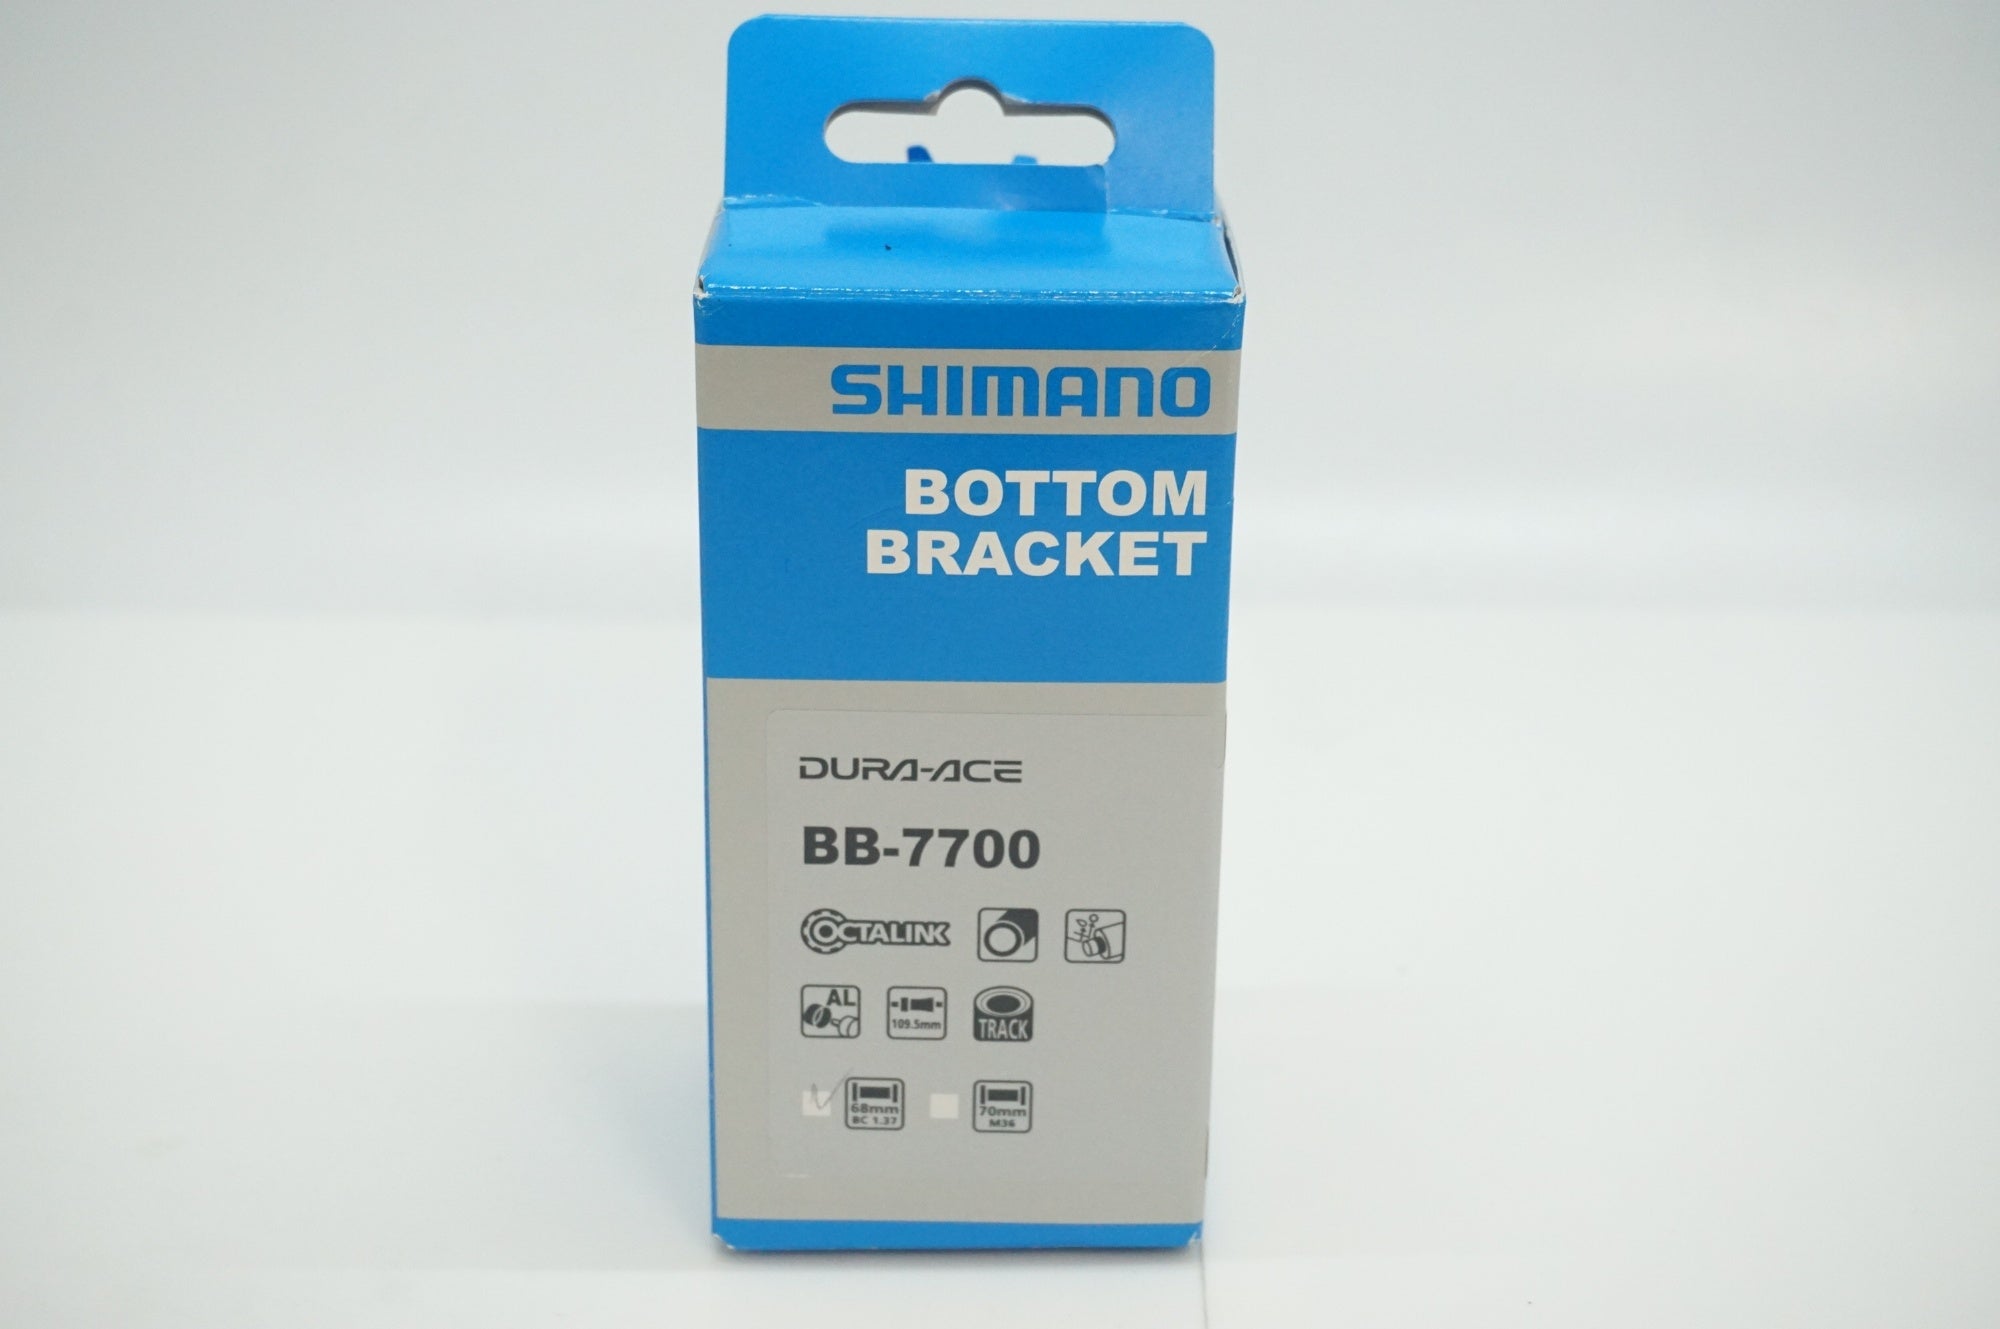 SHIMANO
BOTTOM
BRACKET
DURA-ACE
BB-7700
OCTALINK
AL
109.5mm
TRACK
68mm
BC 1.37
70mm
M36